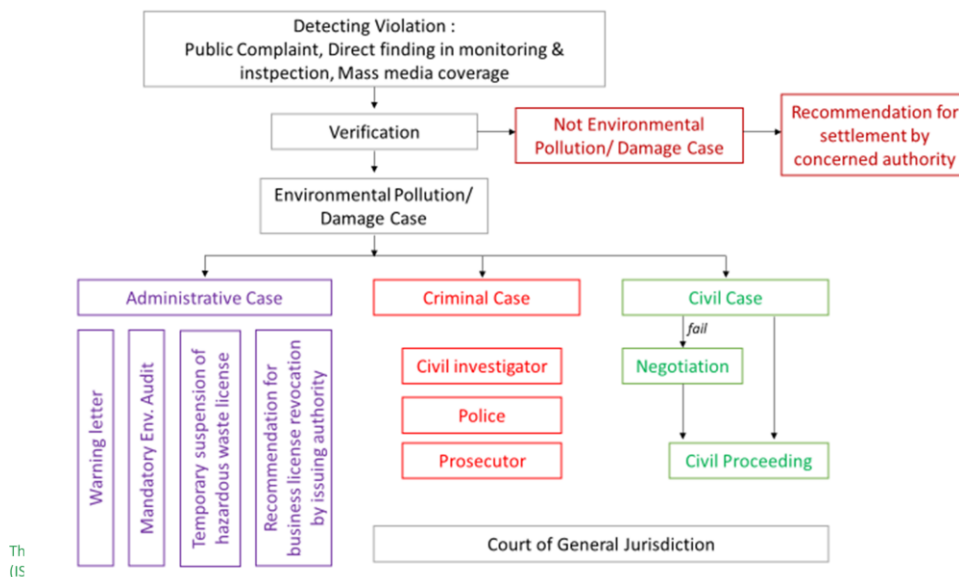 Detecting Violation :
Public Complaint, Direct finding in monitoring &
instpection, Mass media coverage
Verification
Not Environmental
Pollution/ Damage Case
Recommendation for
settlement by
concerned authority
Environmental Pollution/
Damage Case
Administrative Case
Criminal Case
Civil Case
fail
Warning letter
Mandatory Env. Audit
Temporary suspension of
hazardous waste license
Recommendation for
business license revocation
by issuing authority
Civil investigator
Police
Prosecutor
Negotiation
Civil Proceeding
Court of General Jurisdiction
Th
(IS